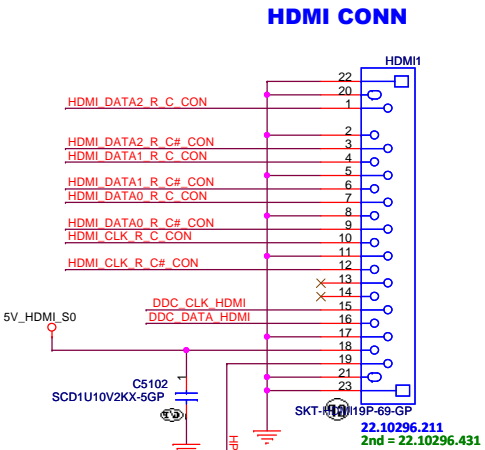 HDMI CONN
HDMI1
22
20
HDMI_DATA2_R_C_CON 1
2
HDMI_DATA2_R_C#_CON 3
HDMI_DATA1_R_C_CON 4
5
HDMI_DATA1_R_C#_CON 6
HDMI_DATA0_R_C_CON 7
8
HDMI_DATA0_R_C#_CON 9
HDMI_CLK_R_C_CON 10
11
HDMI_CLK_R_C#_CON 12
13
14
DDC_CLK_HDMI 15
5V_HDMI_S0 DDC_DATA_HDMI 16
17
18
19
21
C5102 1 23
SCD1U10V2KX-5GP
HP
22.10296.211
2nd = 22.10296.431